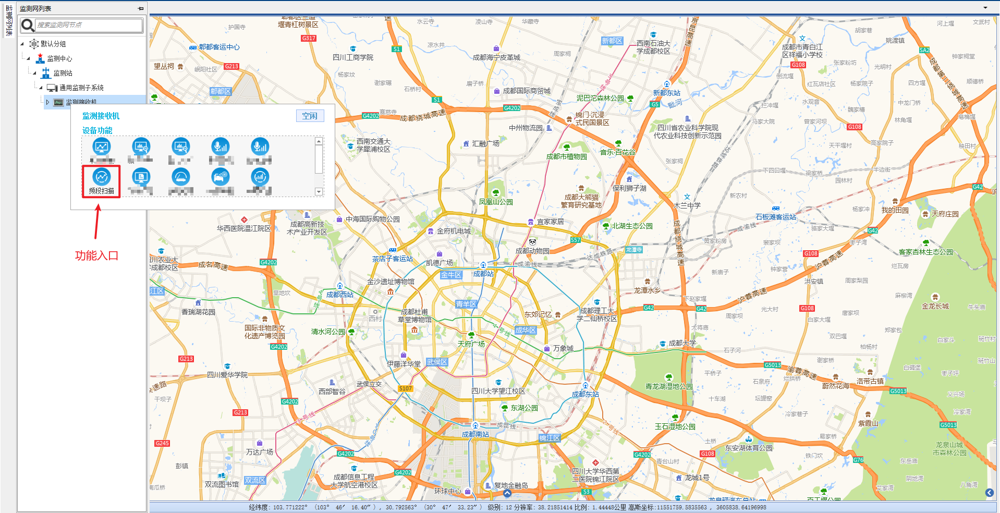 监测网列表
监测网列表
搜索监测网节点
默认分组
监测中心
监测站
通用监测子系统
监测接收机
监测接收机
空闲
设备功能
频段扫描
功能入口
护国寺
水云寺
凌山寺
华藏寺
堰青杠树景区
G317
郫都客运中心
S1
凉水井
四川工商学院
成都海宁皮革城
周家祠
新都区
西南石油大
学成都校区
京昆高速
胡家巷
河上堰
文武村
姚渡镇
成都市青白江
区祥福小学校
SA2
钟家祠堂
望丛祠
岷阳社区
G213
杨家坟
谢家碾
石桥村
磨子桥
3号线
G108
张家粉坊
光明村
倒流堰
红瓦店社区
杨家院子
四方堰
顺德桥
成都第二绕城高速
郫都区
成都国际商贸城
新都东站
泥巴沱森林公园
毗河
G5
S1
G4202
赛慈寺
成都绕城高速
G4202
锦门·沉浸
式民国景区
中州物流园
四川省农业科学院现
代农业科技创新示范园
水观音
拦冲堰
魏家槽
中龙门桥
马家大院
曾家河坝
G108
林角堰
皂桷堰
西南交通大
学犀浦校区
汇融广场
成都市植物园
音乐·百花谷
张家祠
天平堰村
高家院子
秧田村
达成铁路
下四回堰
梁家桥
半边街
园林村
保利狮子湖
G42
凤凰山公园
成都大熊猫
繁育研究基地
木兰中学
新农村
石板滩客运站
杨家冲
我的田园
天府庄园
华西医院温江院区
成都高新技
术产业开发区
中海国际购物公园
金府机电城
宜家家居
北湖生态公园
成都绕城高速
成渝线
骆家大堰
G42
S57
成都动物园
达成铁路
龙潭寺
黄家粉房
裴家坝
枣子湾
客家杏林生态公园
茶店子客运站
凯德广场
成渝线
G108
沪蓉高速
四川农业大
学成都校区
成名高速
G4202
金牛区
成都站
新庙子
钟家营
烂瓦房
金沙遗址博物馆
成都西站
旱地坎
4号线
龙潭水乡
洪安镇
周家梨园
下赵家堰
沪蓉高速
麻柳湾
金龙长城
牛头庙
江区
香瑞湖花园
青羊区
成都理工大
学二仙桥校区
G42
G42
光大村
G108
唐家坝
周家坝
白家大堰
西村
成都杜甫
草堂博物馆
东郊记忆
国际非物质文
化遗产博览园
清水河公园
4号线
成华区
大将庙
郑家包
双巴堰
白家斗
斑竹村
G4202
天府广场
万象城
成都大学
石子河
柏杨村
G213
伊藤洋华堂
武侯区
谢家桥
斑竹山
G5013
渝蓉高速
白碉堡
枣子坪
四川爱华学院
平桥子
烂拱桥
蔚然花海
洛带古镇
石泉府
武侯立交
S107
四川大学望江校区
青龙湖湿地公园
西部智谷
成都东站
G5013
义兴场
干坝子
G4202
十车湖
坛罐窑
东湖公园
冷家巷子
冷家湾
G213
3号线
玉石湿地公园
紫霞山
G5013
成昆线
2号线
成都南站
锦江区
土桥
易家桥
G245
万达广场
东安湖体育公园
龙泉山城
市森林公园
G4202
G4202
G108
铁门坎
G76
东岳庙
彭镇
青台山村
双流区
双流图书馆
成都信息工程
大学航空港校区
G4202
四川大学华西第
二医院锦江院区
龙城1号
阴地湾
南瓜桥
环球中心
复地金融岛
S3
艾家湾
八角湾
经纬度: 103.771222° (103° 46′ 16.40″), 30.792563° (30° 47′ 33.23″) 级别: 12 分辨率: 38.21851414 比例: 1.44448公里 高斯坐标:11551759.5835563 , 3605838.64196998